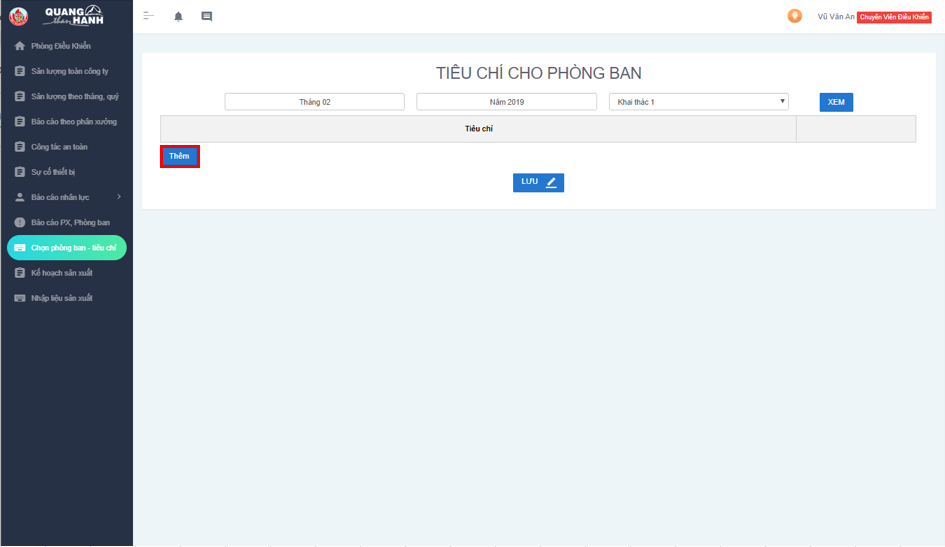 QUANG
than
HANH
Vũ Văn An Chuyên Viên Điều Khiển
Phòng Điều Khiển
Sản lượng toàn công ty
Sản lượng theo tháng, quý
Báo cáo theo phân xưởng
Công tác an toàn
Sự cố thiết bị
Báo cáo nhân lực
Báo cáo PX, Phòng ban
Chọn phòng ban - tiêu chí
Kế hoạch sản xuất
Nhập liệu sản xuất
TIÊU CHÍ CHO PHÒNG BAN
Tháng 02
Năm 2019
Khai thác 1
XEM
Tiêu chí
Thêm
LƯU